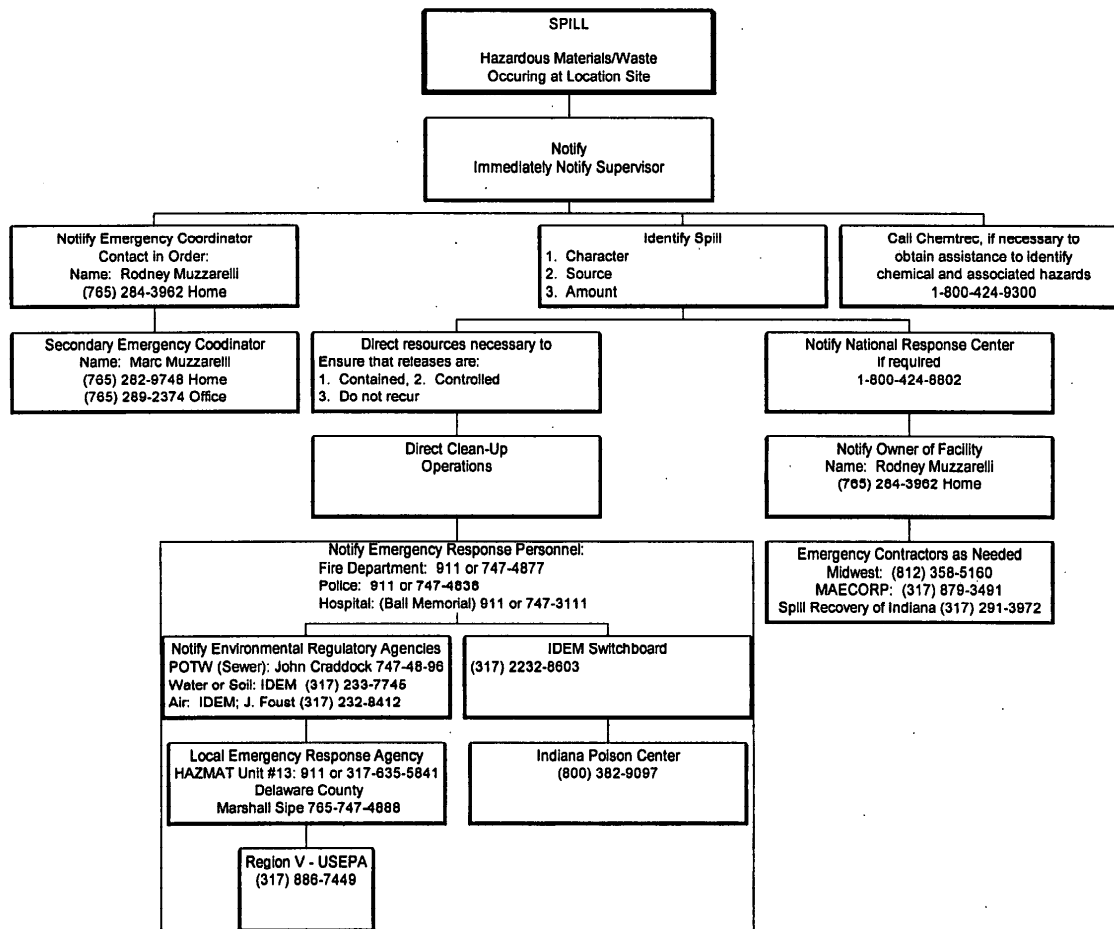 SPILL
Hazardous Materials/Waste
Occuring at Location Site
Notify
Immediately Notify Supervisor
Notiify Emergency Coordinator
Contact in Order:
Name: Rodney Muzzarelli
(765) 284-3962 Home
Identify Spill
1. Character
2. Source
3. Amount
Call Chemtrec, if necessary to
obtain assistance to identify
chemical and associated hazards
1-800-424-9300
Secondary Emergency Coodinator
Name: Marc Muzzarelli
(765) 282-9748 Home
(765) 289-2374 Office
Direct resources necessary to
Ensure that releases are:
1. Contained, 2. Controlled
3. Do not recur
Notify National Response Center
if required
1-800-424-8802
Direct Clean-Up
Operations
Notify Owner of Facility
Name: Rodney Muzzarelli
(765) 284-3962 Home
Notify Emergency Response Personnel:
Fire Department: 911 or 747-4877
Police: 911 or 747-4838
Hospital: (Ball Memorial) 911 or 747-3111
Emergency Contractors as Needed
Midwest: (812) 358-5160
MAECORP: (317) 879-3491
Spill Recovery of Indiana (317) 291-3972
Notify Environmental Regulatory Agencies
POTW (Sewer): John Craddock 747-48-96
Water or Soil: IDEM (317) 233-7745
Air: IDEM; J. Foust (317) 232-8412
IDEM Switchboard
(317) 2232-8603
Local Emergency Response Agency
HAZMAT Unit #13: 911 or 317-635-5841
Delaware County
Marshall Sipe 765-747-4888
Indiana Poison Center
(800) 382-9097
Region V - USEPA
(317) 886-7449